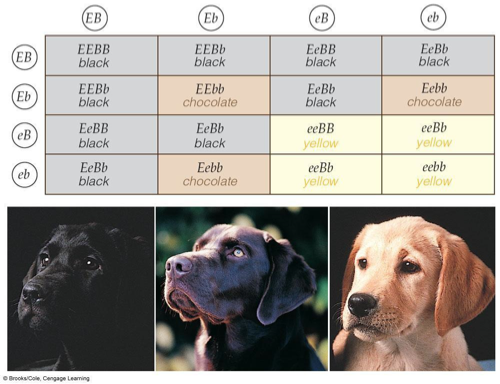 EB Eb eB eb
EB EEBB EEBb EeBB EeBb
black black black black
Eb EEBb EEbb EeBb Eebb
black chocolate black chocolate
eB EeBB EeBb eeBB eeBb
black black yellow yellow
eb EeBb Eebb eeBb eebb
black chocolate yellow yellow
© Brooks/Cole, Cengage Learning